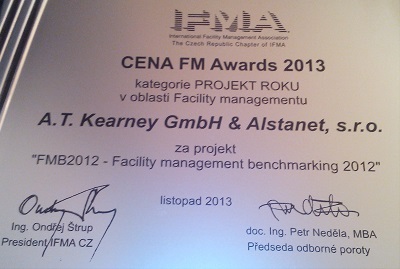 IFMA
International Facility Management Association
The Czech Republic Chapter of IFMA
CENA FM Awards 2013
kategorie PROJEKT ROKU
v oblasti Facility managementu
A.T. Kearney GmbH & Alstanet, s.r.o.
za projekt
"FMB2012 - Facility management benchmarking 2012"
listopad 2013
Ing. Ondřej Štrup
President IFMA CZ
doc. Ing. Petr Neděla, MBA
Předseda odborné poroty